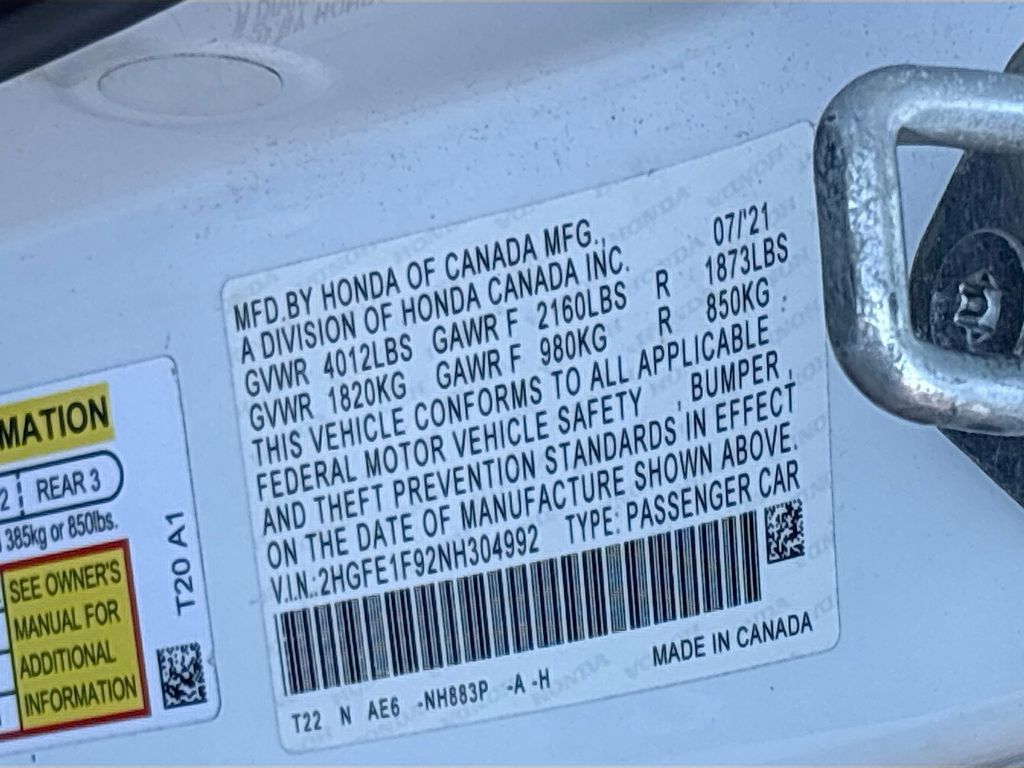 MFD.BY HONDA OF CANADA MFG., 07/'21
A DIVISION OF HONDA CANADA INC.
GVWR 4012LBS GAWR F 2160LBS R 1873LBS
GVWR 1820KG GAWR F 980KG R 850KG
THIS VEHICLE CONFORMS TO ALL APPLICABLE
FEDERAL MOTOR VEHICLE SAFETY , BUMPER,
AND THEFT PREVENTION STANDARDS IN EFFECT
ON THE DATE OF MANUFACTURE SHOWN ABOVE.
V.I.N.:2HGFE1F92NH304992 TYPE: PASSENGER CAR
MADE IN CANADA
T22 N AE6 -NH883P -A -H
MATION
2 REAR 3
385kg or 850lbs.
SEE OWNER'S
MANUAL FOR
ADDITIONAL
INFORMATION
T20 A1